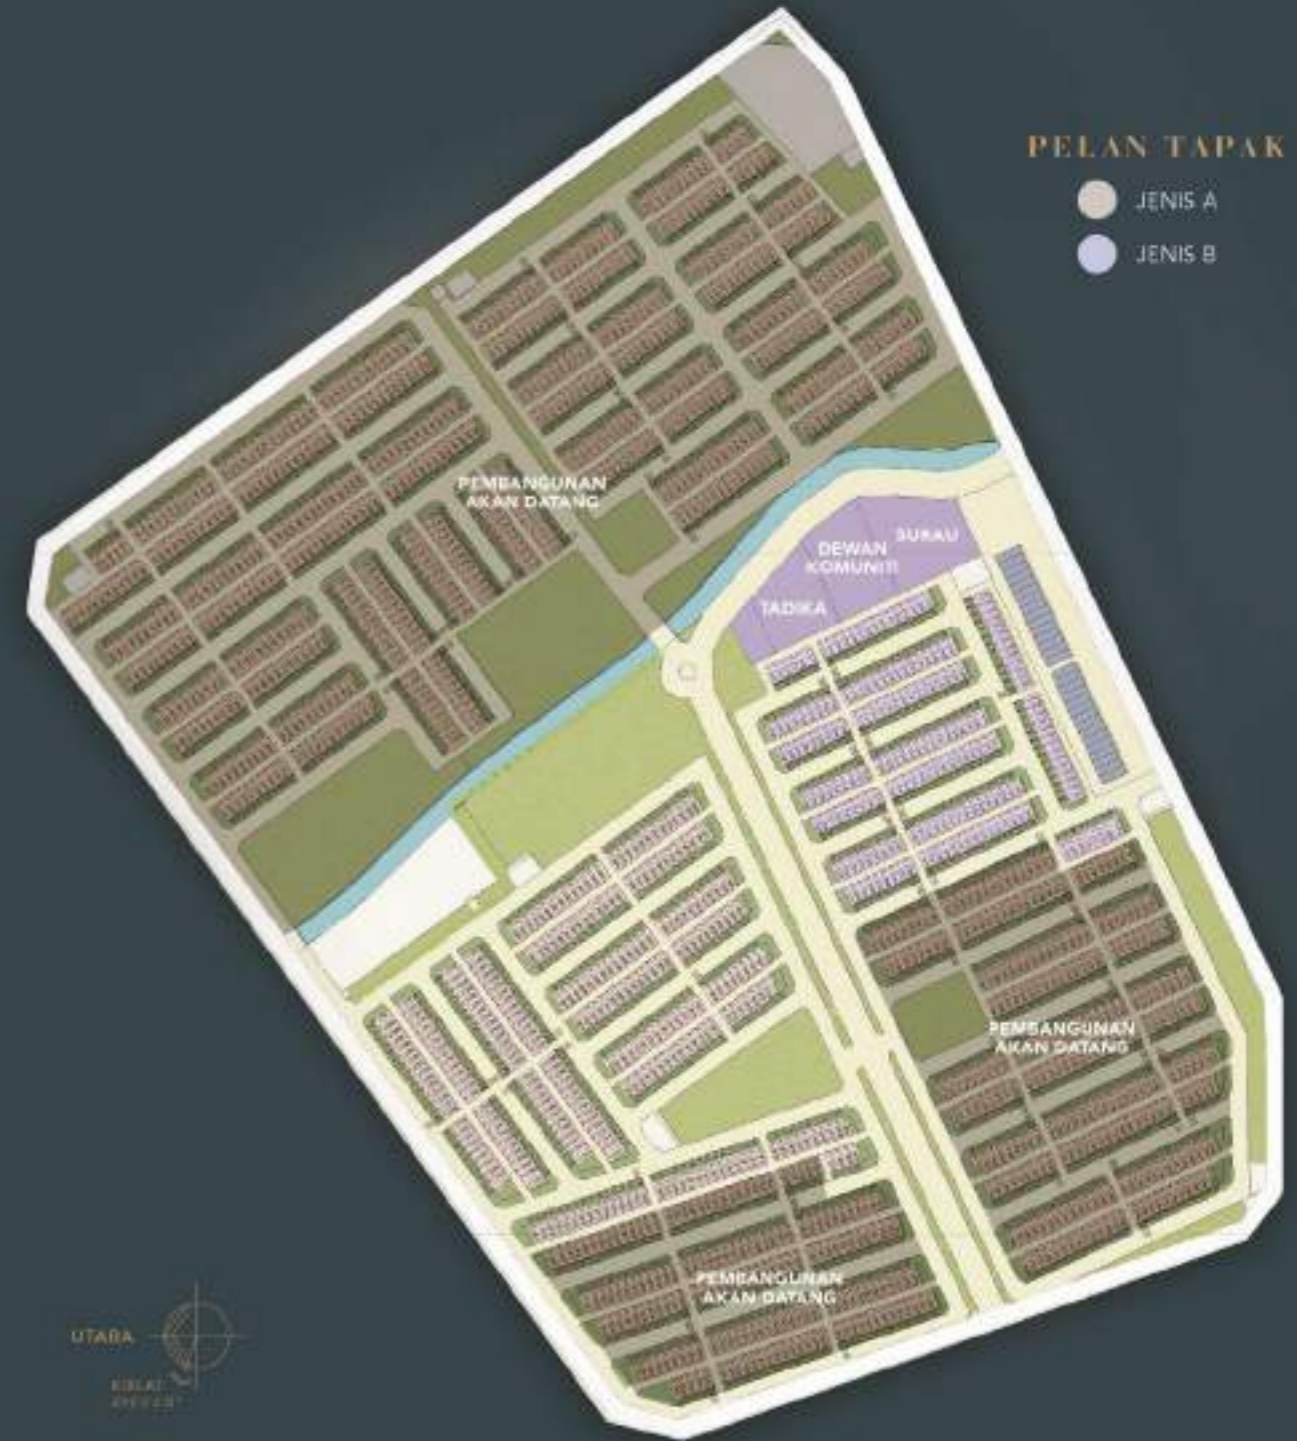 PELAN TAPAK
JENIS A
JENIS B
PEMBANGUNAN
AKAN DATANG
SURAU
DEWAN
KOMUNITI
TADIKA
PEMBANGUNAN
AKAN DATANG
PEMBANGUNAN
AKAN DATANG
UTARA
KIBLAT